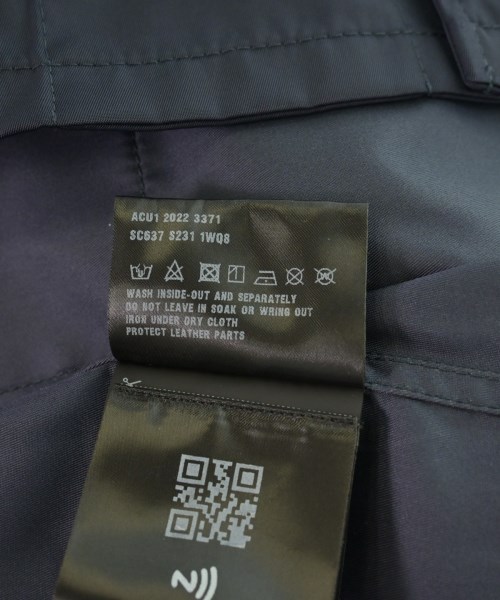 ACU1 2022 3371
SC637 S231 1WQ8
WASH INSIDE-OUT AND SEPARATELY
DO NOT LEAVE IN SOAK OR WRING OUT
IRON UNDER DRY CLOTH
PROTECT LEATHER PARTS